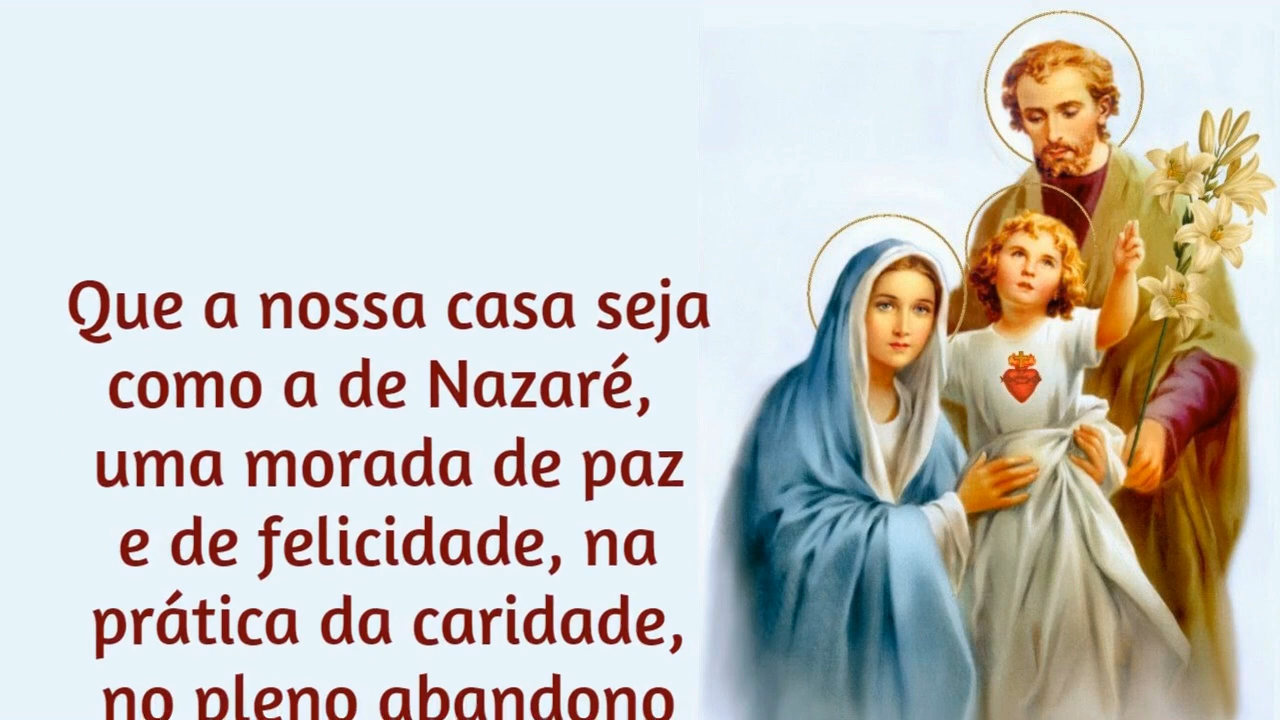 Que a nossa casa seja
como a de Nazaré,
uma morada de paz
e de felicidade, na
prática da caridade,
no pleno abandono